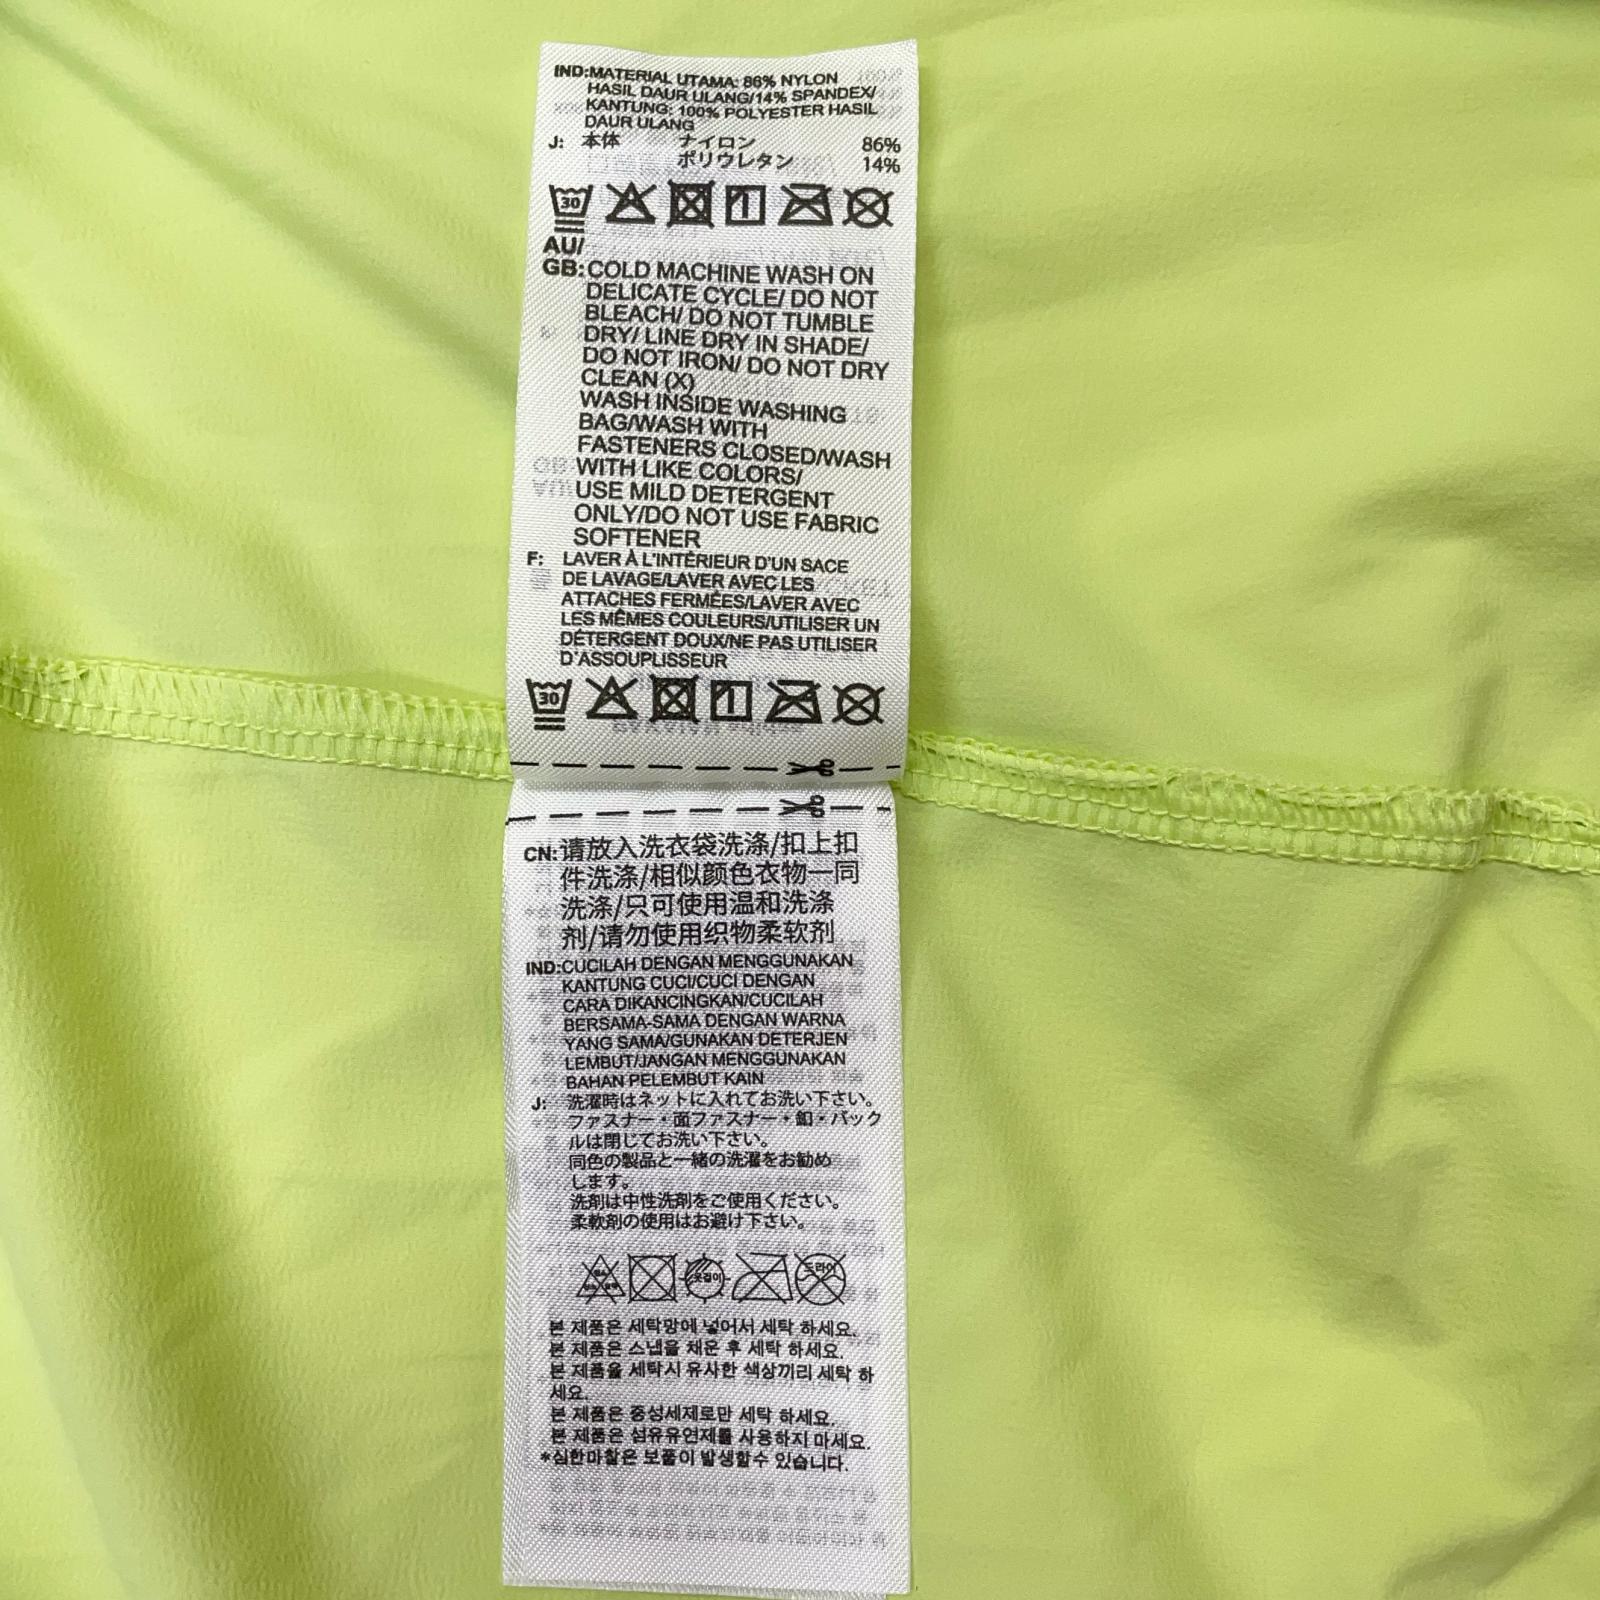 IND:MATERIAL UTAMA: 86% NYLON
HASIL DAUR ULANG/14% SPANDEX/
KANTUNG: 100% POLYESTER HASIL
DAUR ULANG
J: 本体 ナイロン 86%
ポリウレタン 14%
30
AU/
GB:COLD MACHINE WASH ON
DELICATE CYCLE/ DO NOT
BLEACH/ DO NOT TUMBLE
DRY/ LINE DRY IN SHADE/
DO NOT IRON/ DO NOT DRY
CLEAN (X)
WASH INSIDE WASHING
BAG/WASH WITH
FASTENERS CLOSED/WASH
WITH LIKE COLORS/
USE MILD DETERGENT
ONLY/DO NOT USE FABRIC
SOFTENER
F: LAVER À L'INTÉRIEUR D'UN SACE
DE LAVAGE/LAVER AVEC LES
ATTACHES FERMÉES/LAVER AVEC
LES MÊMES COULEURS/UTILISER UN
DÉTERGENT DOUX/NE PAS UTILISER
D'ASSOUPLISSEUR
30
CN:请放入洗衣袋洗涤/扣上扣
件洗涤/相似颜色衣物一同
洗涤/只可使用温和洗涤
剂/请勿使用织物柔软剂
IND:CUCILAH DENGAN MENGGUNAKAN
KANTUNG CUCI/CUCI DENGAN
CARA DIKANCINGKAN/CUCILAH
BERSAMA-SAMA DENGAN WARNA
YANG SAMA/GUNAKAN DETERJEN
LEMBUT/JANGAN MENGGUNAKAN
BAHAN PELEMBUT KAIN
J: 洗濯時はネットに入れてお洗い下さい。
ファスナー・面ファスナー・釦・バック
ルは閉じてお洗い下さい。
同色の製品と一緒の洗濯をお勧め
します。
洗剤は中性洗剤をご使用ください。
柔軟剤の使用はお避け下さい。
옷걸이 드라이
본 제품은 세탁망에 넣어서 세탁 하세요.
본 제품은 스냅을 채운 후 세탁 하세요.
본 제품을 세탁시 유사한 색상끼리 세탁 하
세요.
본 제품은 중성세제로만 세탁 하세요.
본 제품은 섬유유연제를 사용하지 마세요.
*심한마찰은 보풀이 발생할수 있습니다.